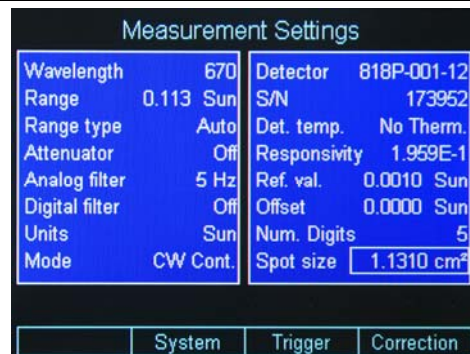 Measurement Settings
Wavelength 670
Range 0.113 Sun
Range type Auto
Attenuator Off
Analog filter 5 Hz
Digital filter Off
Units Sun
Mode CW Cont.
Detector 818P-001-12
S/N 173952
Det. temp. No Therm.
Responsivity 1.959E-1
Ref. val. 0.0010 Sun
Offset 0.0000 Sun
Num. Digits 5
Spot size 1.1310 cm²
System Trigger Correction